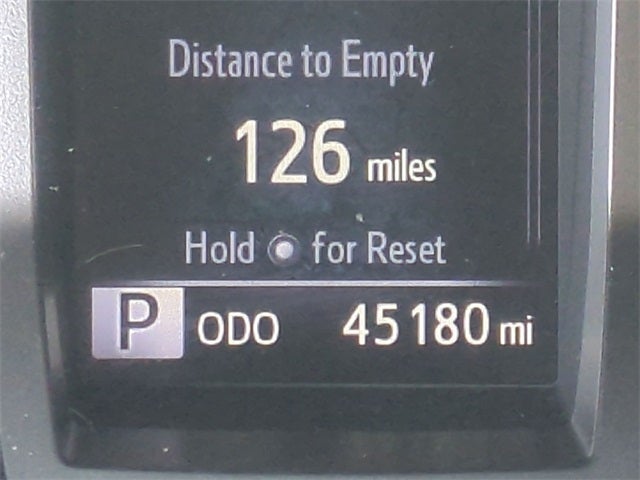 Distance to Empty
126 miles
Hold for Reset
P ODO 45180 mi